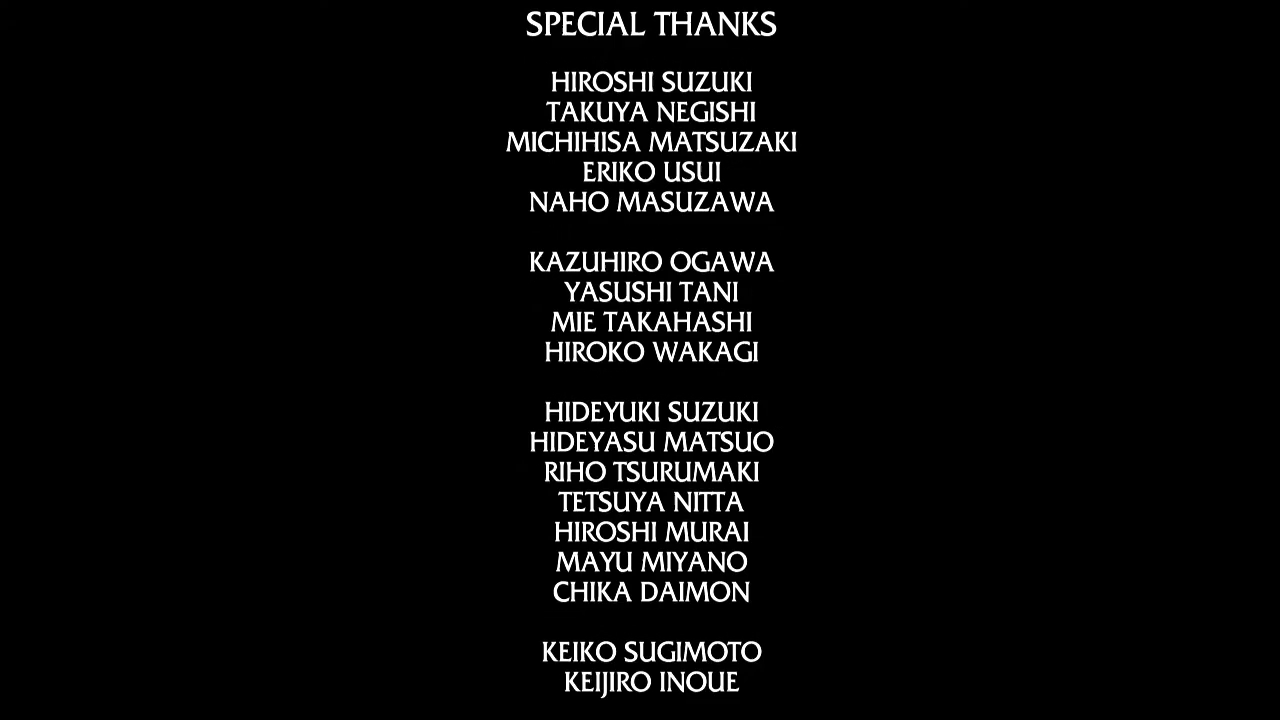 SPECIAL THANKS
HIROSHI SUZUKI
TAKUYA NEGISHI
MICHIHISA MATSUZAKI
ERIKO USUI
NAHO MASUZAWA
KAZUHIRO OGAWA
YASUSHI TANI
MIE TAKAHASHI
HIROKO WAKAGI
HIDEYUKI SUZUKI
HIDEYASU MATSUO
RIHO TSURUMAKI
TETSUYA NITTA
HIROSHI MURAI
MAYU MIYANO
CHIKA DAIMON
KEIKO SUGIMOTO
KEIJIRO INOUE